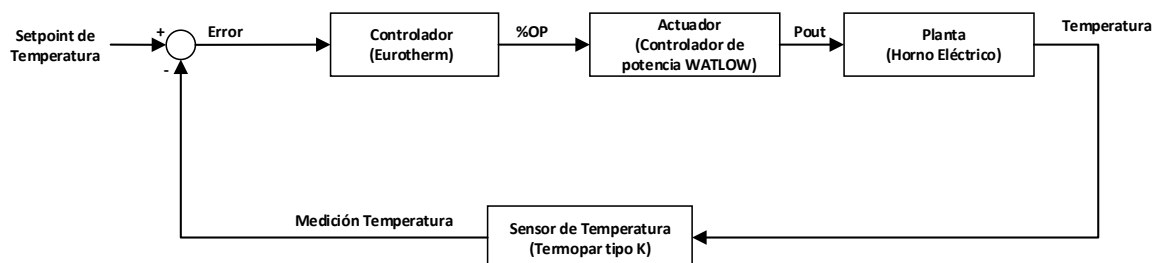 Setpoint de
Temperatura
+
-
Error
Controlador
(Eurotherm)
%OP
Actuador
(Controlador de
potencia WATLOW)
Pout
Planta
(Horno Eléctrico)
Temperatura
Medición Temperatura
Sensor de Temperatura
(Termopar tipo K)